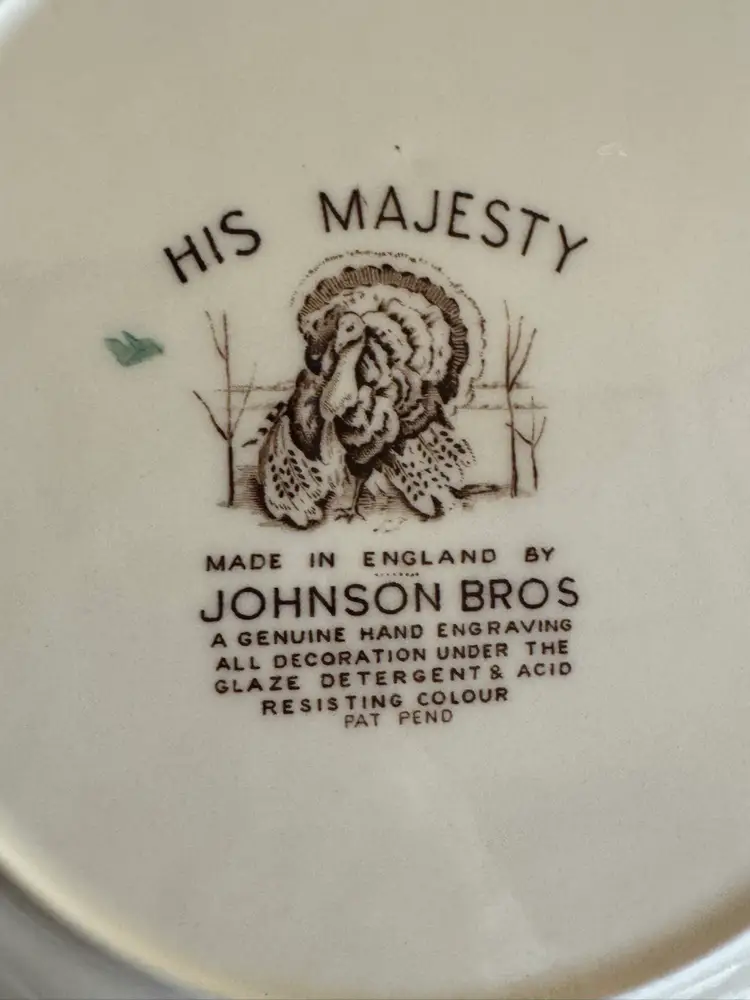 HIS MAJESTY
MADE IN ENGLAND BY
JOHNSON BROS
A GENUINE HAND ENGRAVING
ALL DECORATION UNDER THE
GLAZE DETERGENT & ACID
RESISTING COLOUR
PAT PEND